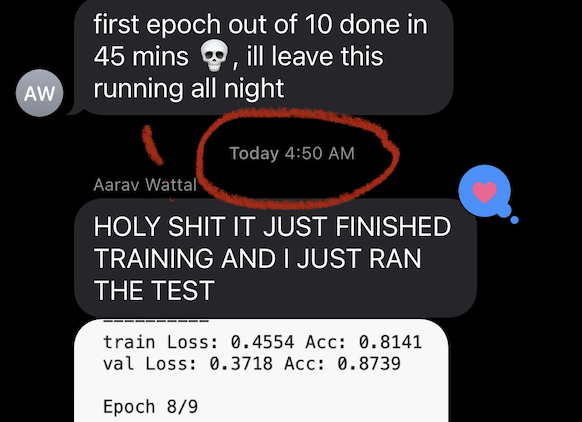 first epoch out of 10 done in
45 mins 💀, ill leave this
running all night
AW
Today 4:50 AM
Aarav Wattal
HOLY SHIT IT JUST FINISHED
TRAINING AND I JUST RAN
THE TEST
----------
train Loss: 0.4554 Acc: 0.8141
val Loss: 0.3718 Acc: 0.8739
Epoch 8/9